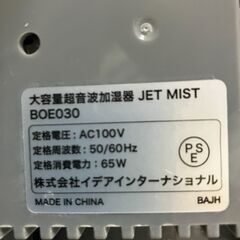 大容量超音波加湿器 JET MIST
BOE030
定格電圧：AC100V
定格周波数：50/60Hz
定格消費電力：65W
PSE
株式会社イデアインターナショナル
MADE IN CHINA BAJH